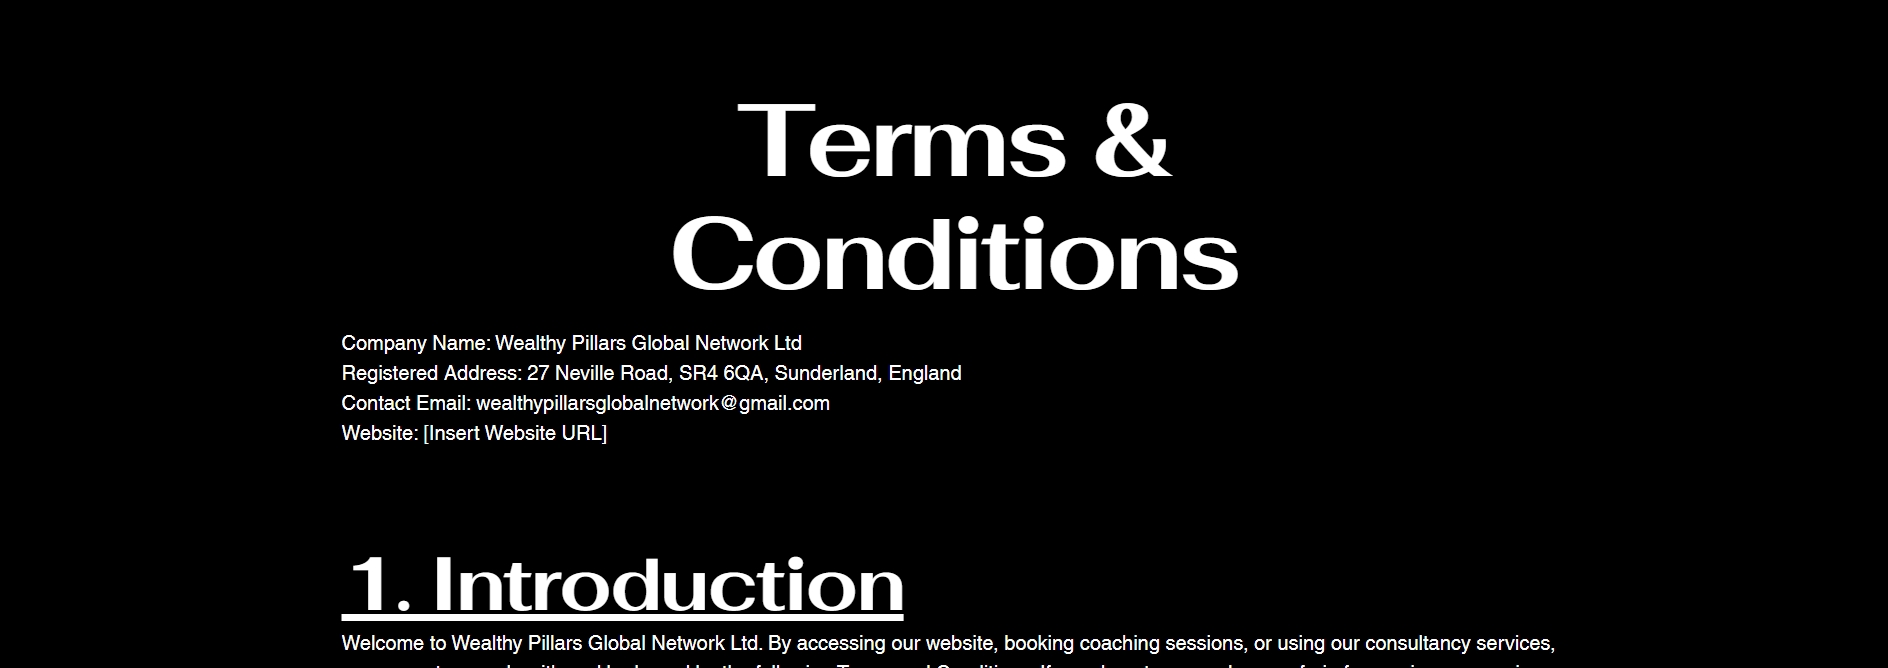 Terms &
Conditions
Company Name: Wealthy Pillars Global Network Ltd
Registered Address: 27 Neville Road, SR4 6QA, Sunderland, England
Contact Email: wealthypillarsglobalnetwork@gmail.com
Website: [Insert Website URL]
1. Introduction
Welcome to Wealthy Pillars Global Network Ltd. By accessing our website, booking coaching sessions, or using our consultancy services,